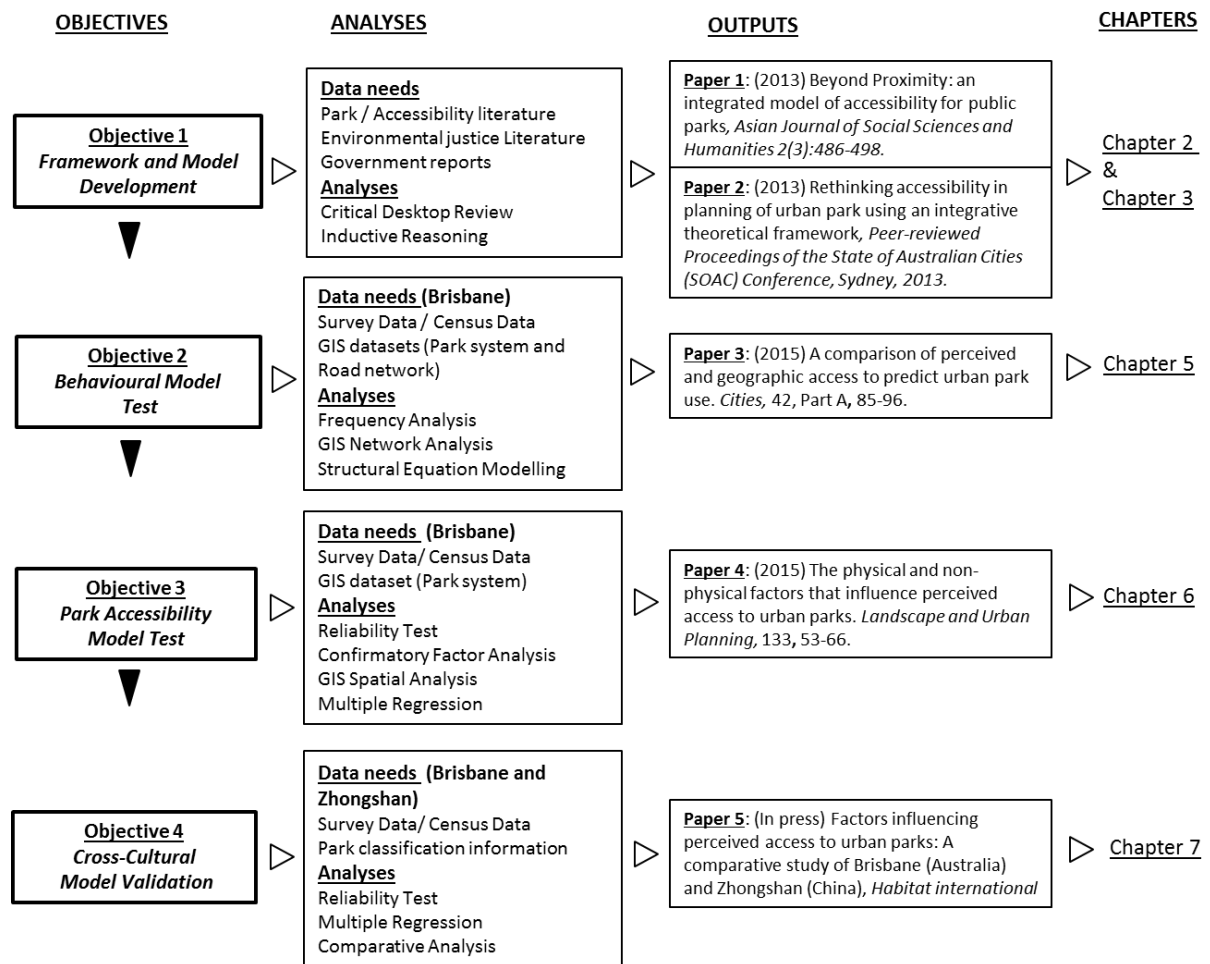 OBJECTIVES
ANALYSES
OUTPUTS
CHAPTERS
Objective 1
Framework and Model
Development
Data needs
Park / Accessibility literature
Environmental justice Literature
Government reports
Analyses
Critical Desktop Review
Inductive Reasoning
Paper 1: (2013) Beyond Proximity: an
integrated model of accessibility for public
parks, Asian Journal of Social Sciences and
Humanities 2(3):486-498.
Paper 2: (2013) Rethinking accessibility in
planning of urban park using an integrative
theoretical framework, Peer-reviewed
Proceedings of the State of Australian Cities
(SOAC) Conference, Sydney, 2013.
Chapter 2
&
Chapter 3
Objective 2
Behavioural Model
Test
Data needs (Brisbane)
Survey Data / Census Data
GIS datasets (Park system and
Road network)
Analyses
Frequency Analysis
GIS Network Analysis
Structural Equation Modelling
Paper 3: (2015) A comparison of perceived
and geographic access to predict urban park
use. Cities, 42, Part A, 85-96.
Chapter 5
Objective 3
Park Accessibility
Model Test
Data needs (Brisbane)
Survey Data/ Census Data
GIS dataset (Park system)
Analyses
Reliability Test
Confirmatory Factor Analysis
GIS Spatial Analysis
Multiple Regression
Paper 4: (2015) The physical and non-
physical factors that influence perceived
access to urban parks. Landscape and Urban
Planning, 133, 53-66.
Chapter 6
Objective 4
Cross-Cultural
Model Validation
Data needs (Brisbane and
Zhongshan)
Survey Data/ Census Data
Park classification information
Analyses
Reliability Test
Multiple Regression
Comparative Analysis
Paper 5: (In press) Factors influencing
perceived access to urban parks: A
comparative study of Brisbane (Australia)
and Zhongshan (China), Habitat international
Chapter 7